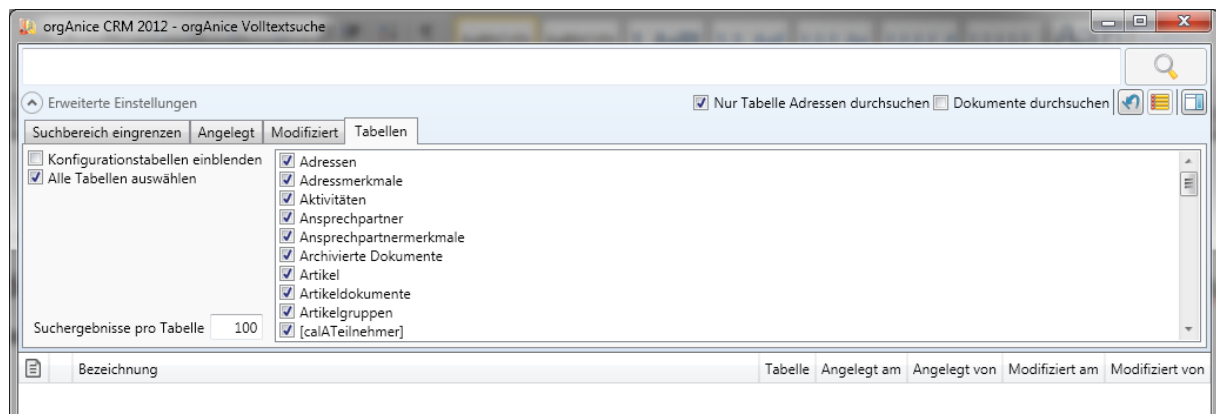 orgAnice CRM 2012 - orgAnice Volltextsuche
Erweiterte Einstellungen
Nur Tabelle Adressen durchsuchen
Dokumente durchsuchen
Suchbereich eingrenzen
Angelegt
Modifiziert
Tabellen
Konfigurationstabellen einblenden
Alle Tabellen auswählen
Adressen
Adressmerkmale
Aktivitäten
Ansprechpartner
Ansprechpartnermerkmale
Archivierte Dokumente
Artikel
Artikeldokumente
Artikelgruppen
[calATeilnehmer]
Suchergebnisse pro Tabelle 100
Bezeichnung Tabelle Angelegt am Angelegt von Modifiziert am Modifiziert von